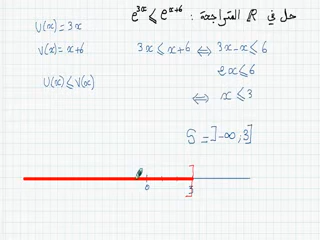 حل في ℝ المتراجحة : e^{3x} ⩽ e^{x+6}
U(x) = 3x
V(x) = x+6
U(x) ⩽ V(x)
3x ⩽ x+6 ⟺ 3x-x ⩽ 6
2x ⩽ 6
⟺ x ⩽ 3
S = ]-∞ ; 3]
0 3 ]